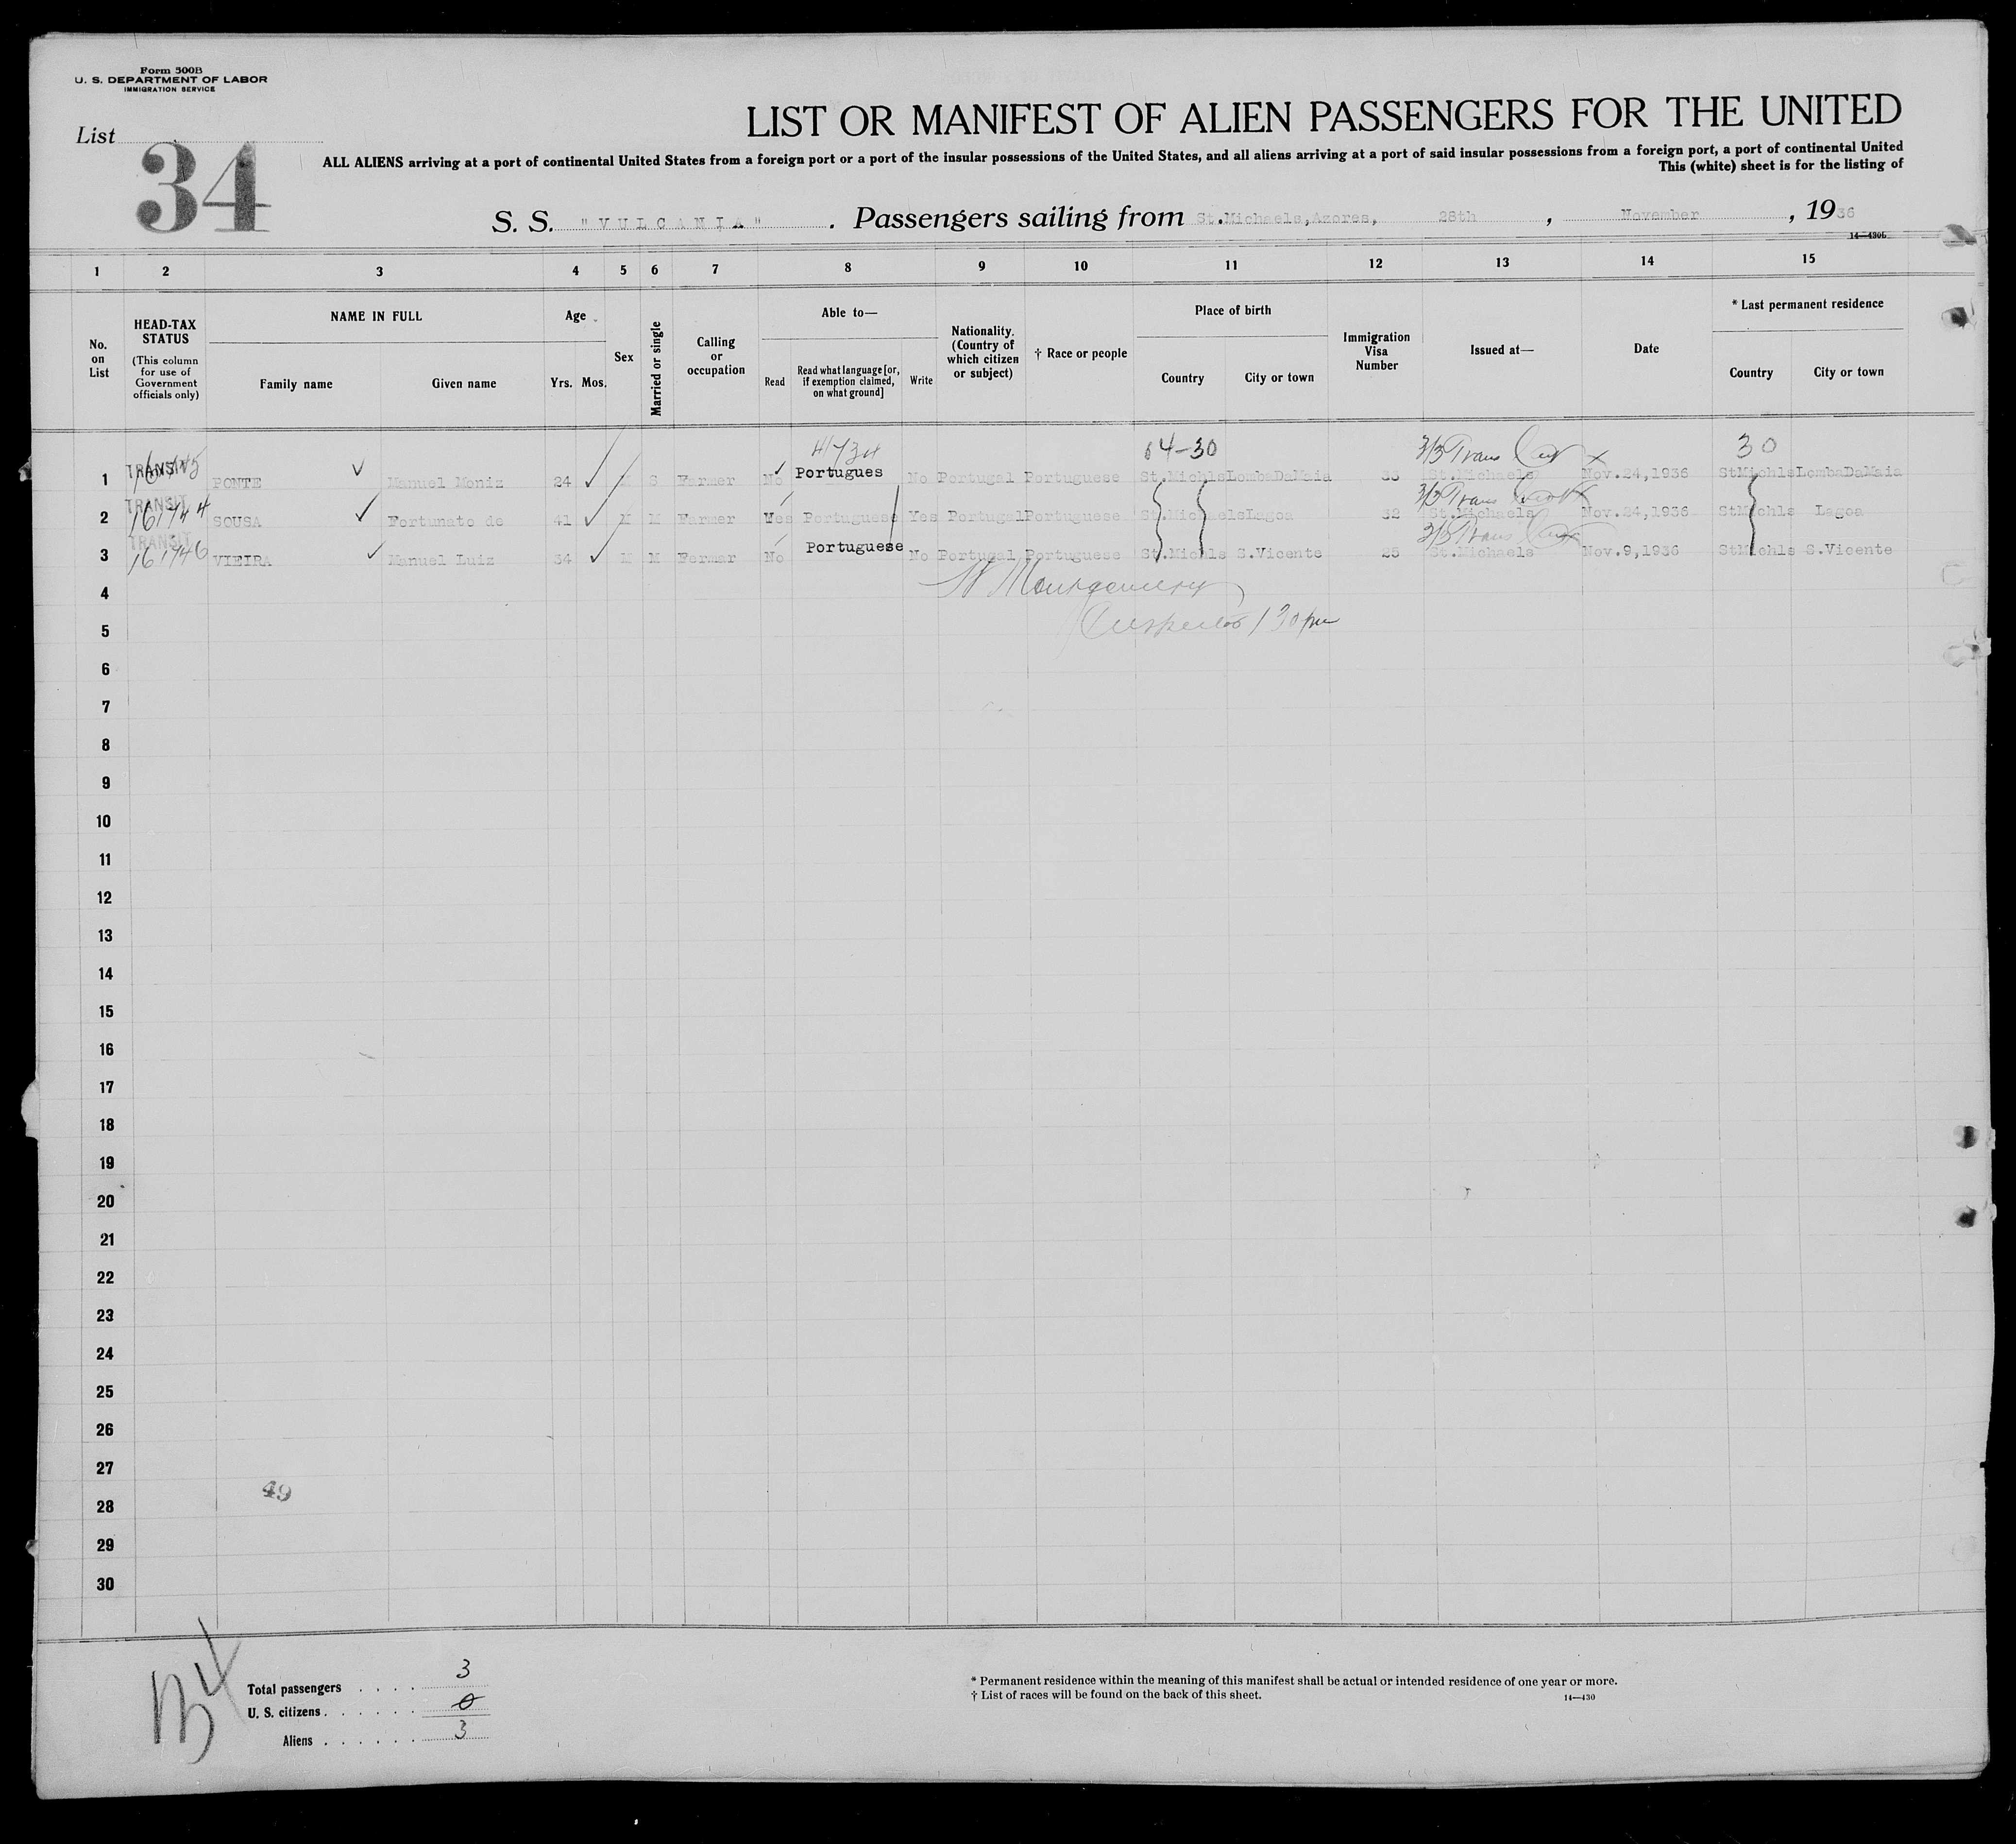 Form 500B
U. S. DEPARTMENT OF LABOR
IMMIGRATION SERVICE
List
34
LIST OR MANIFEST OF ALIEN PASSENGERS FOR THE UNITED
ALL ALIENS arriving at a port of continental United States from a foreign port or a port of the insular possessions of the United States, and all aliens arriving at a port of said insular possessions from a foreign port, a port of continental United
This (white) sheet is for the listing of
S. S. "VULCANIA". Passengers sailing from St.Michaels,Azores, 28th, November, 1936
14—430b
1 2 3 4 5 6 7 8 9 10 11 12 13 14 15
No. on List
HEAD-TAX STATUS (This column for use of Government officials only)
NAME IN FULL
Family name Given name
Age
Yrs. Mos.
Sex
Married or single
Calling or occupation
Able to—
Read
Read what language [or, if exemption claimed, on what ground]
Write
Nationality. (Country of which citizen or subject)
† Race or people
Place of birth
Country City or town
Immigration Visa Number
Issued at—
Date
* Last permanent residence
Country City or town
64-30 30
1 TRANSIT PONTE Manuel Moniz 24 M S Farmer No Portugues No Portugal Portuguese St.Michls LombaDaMaia St.Michaels Nov.24,1936 StMichls LombaDaMaia
2 TRANSIT 161744 SOUSA Fortunato de 41 M M Farmer Yes Portuguese Yes Portugal Portuguese St.Michaels Lagoa 32 St.Michaels Nov.24,1936 StMichls Lagoa
3 TRANSIT 161746 VIEIRA Manuel Luiz 34 M M Farmer No Portuguese No Portugal Portuguese St.Michls S.Vicente 25 St.Michaels Nov.9,1936 StMichls S.Vicente
4 Montgomery
5 Inspector 130 pm
6
7
8
9
10
11
12
13
14
15
16
17
18
19
20
21
22
23
24
25
26
27
49
28
29
30
Total passengers . . . . 3
U. S. citizens . . . . . . 0
Aliens . . . . . . 3
* Permanent residence within the meaning of this manifest shall be actual or intended residence of one year or more.
† List of races will be found on the back of this sheet.
14—430